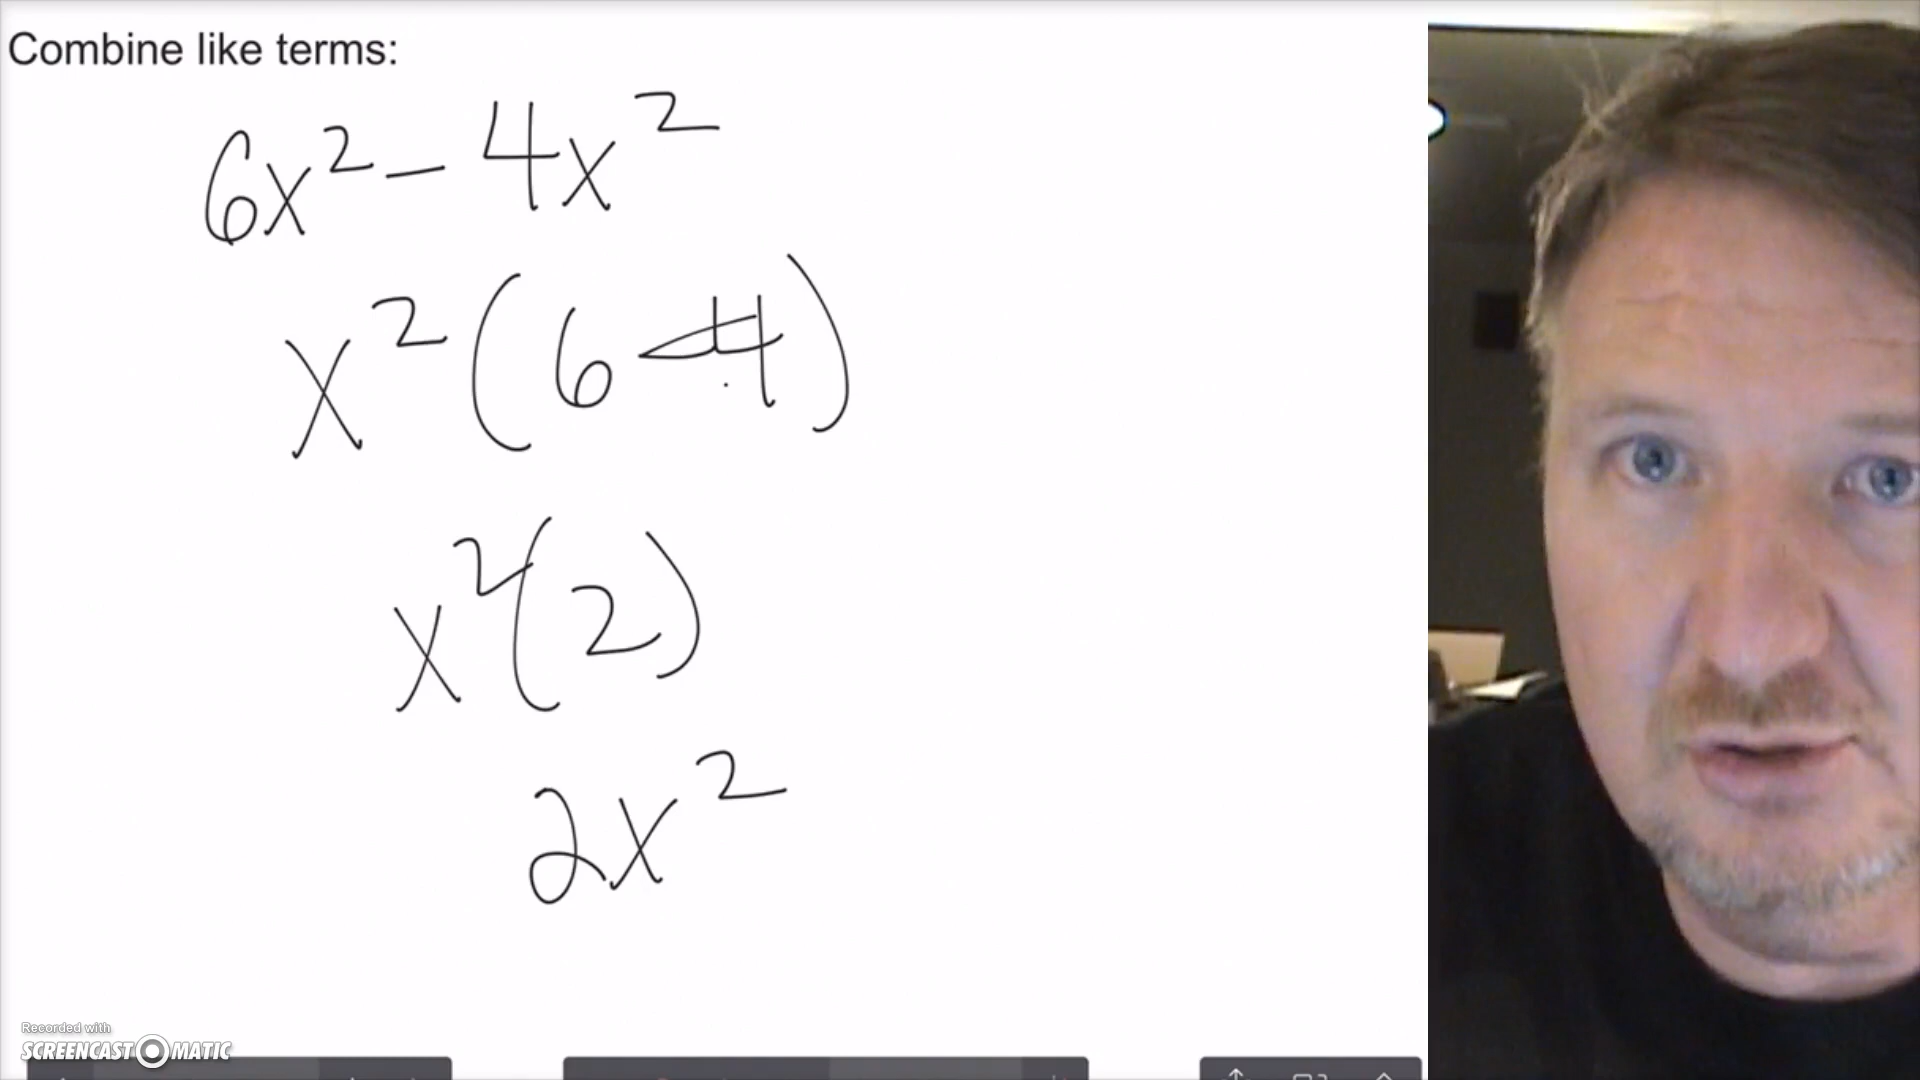 Combine like terms:
6x² – 4x²
x² (6 – 4)
x² (2)
2x²
Recorded with
SCREENCAST O MATIC